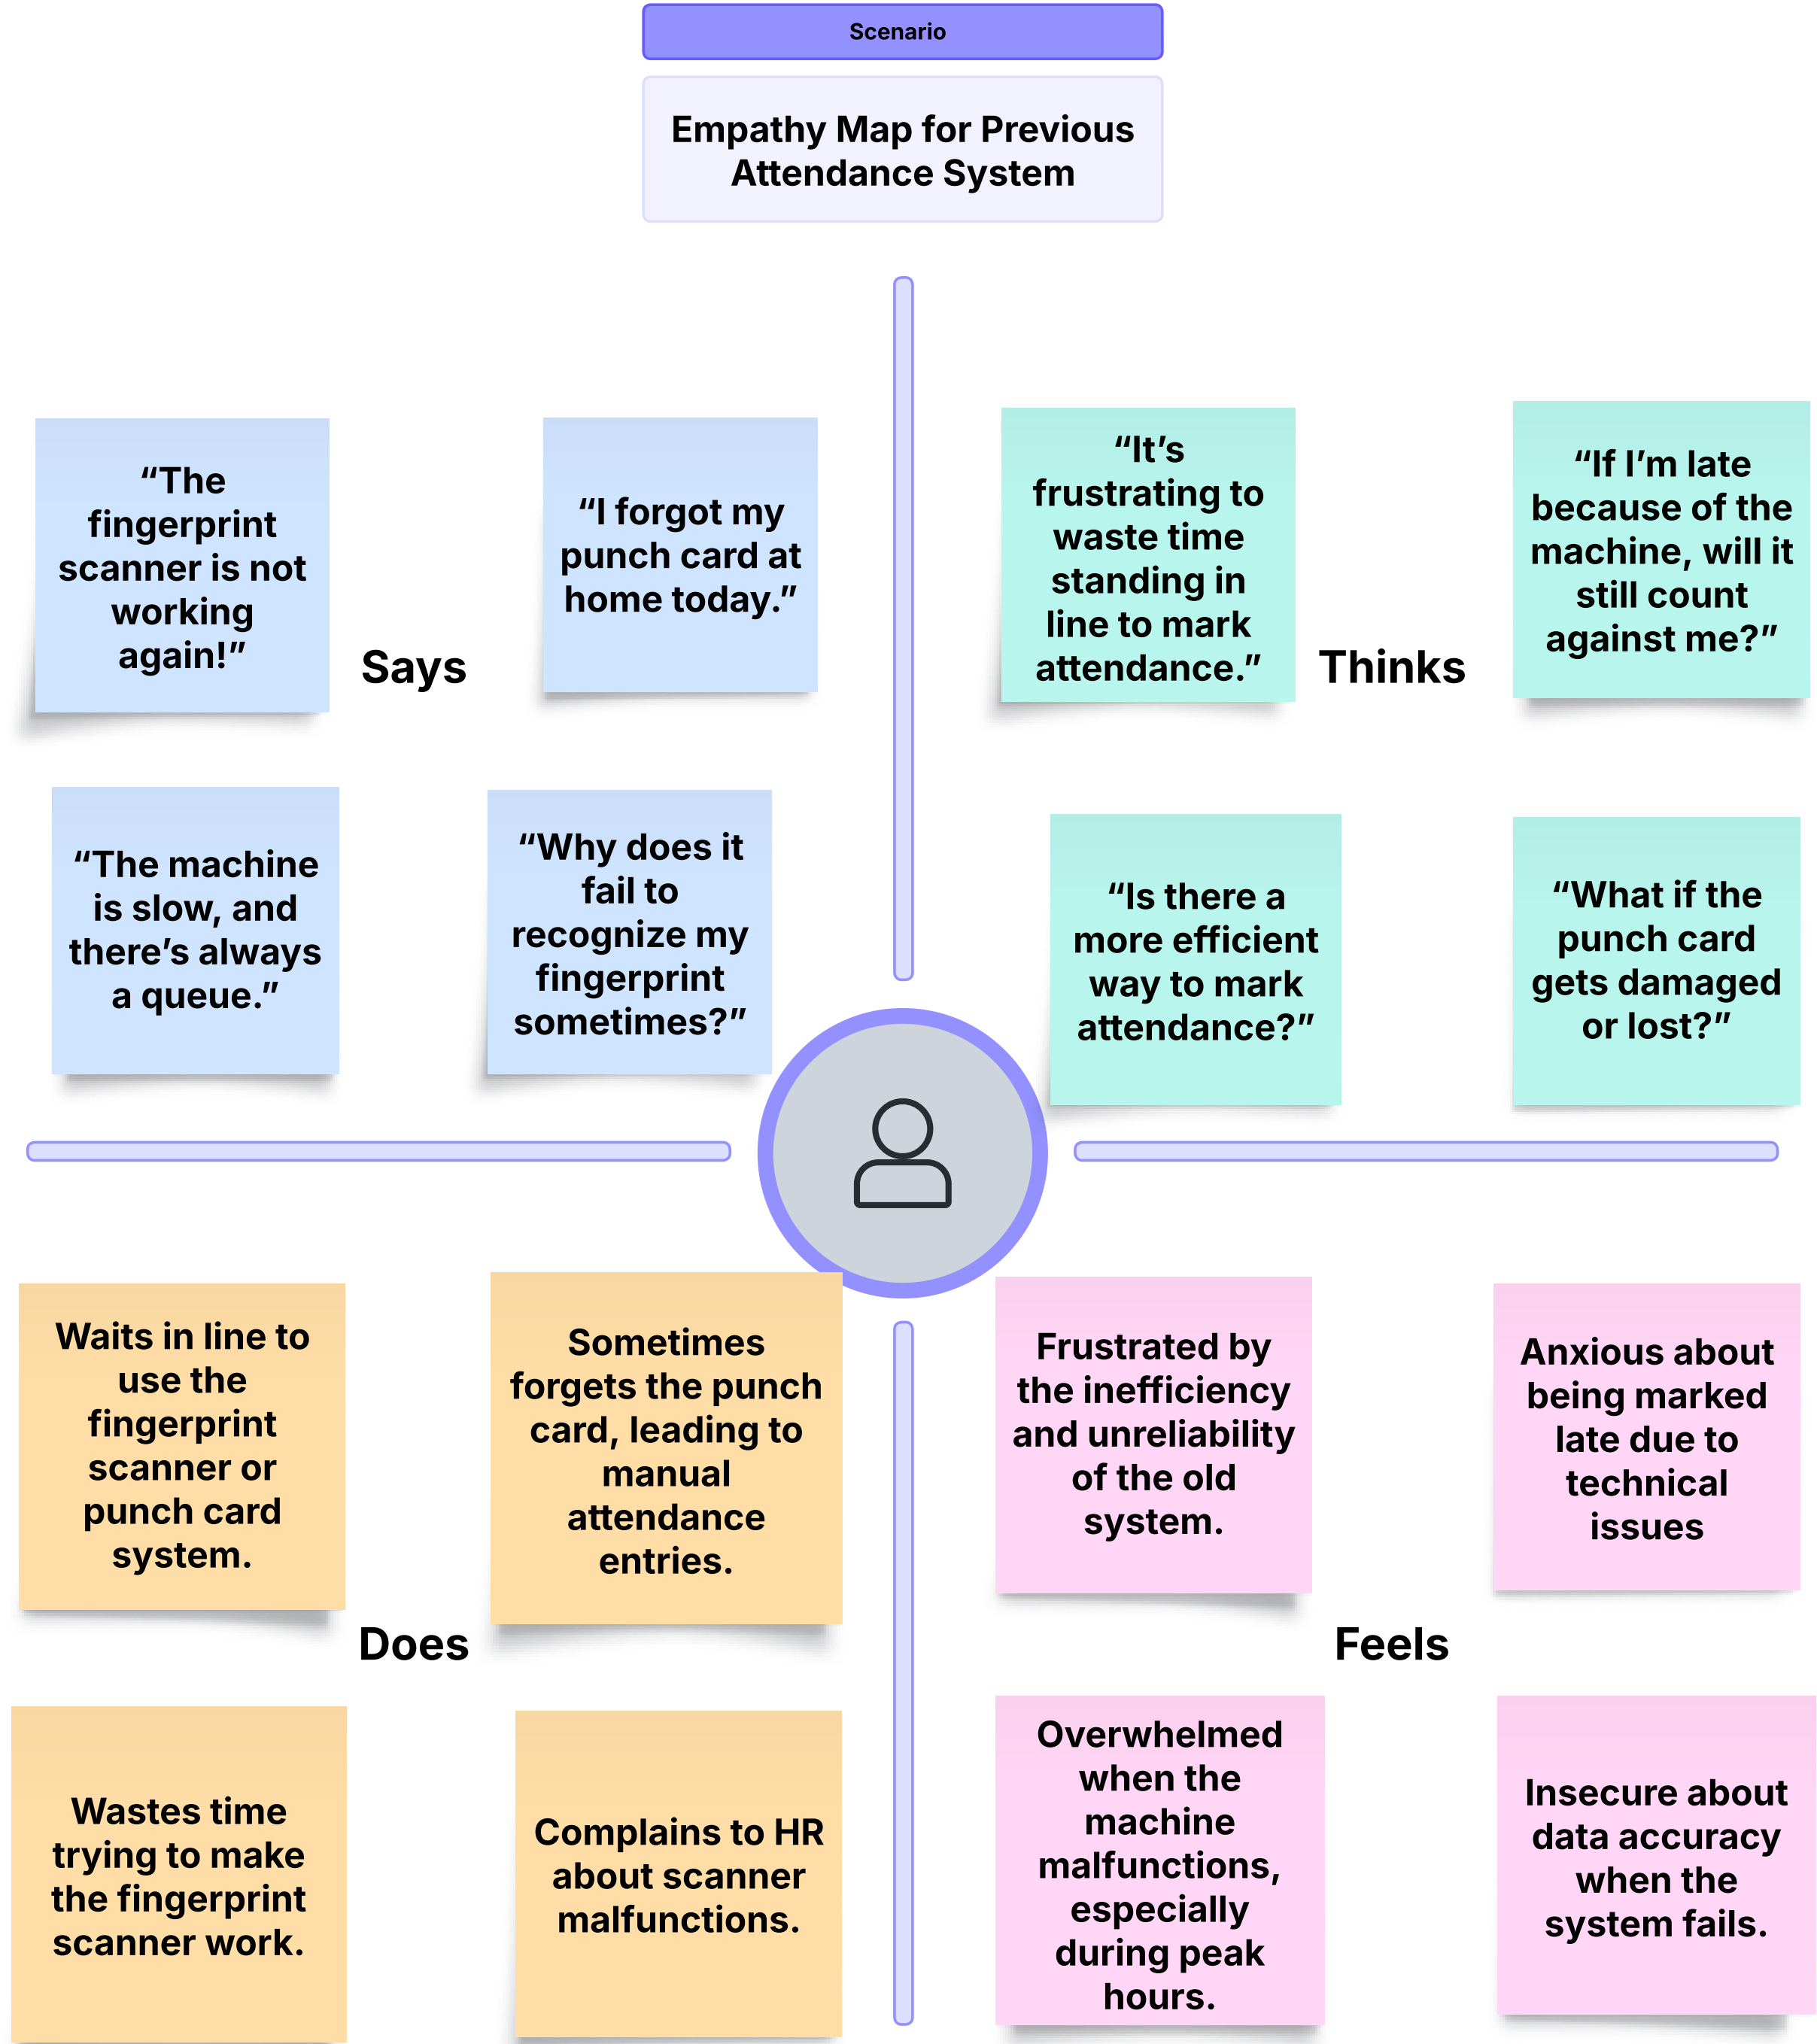 Scenario
Empathy Map for Previous
Attendance System
“The
fingerprint
scanner is not
working
again!”
“I forgot my
punch card at
home today.”
Says
“The machine
is slow, and
there’s always
a queue.”
“Why does it
fail to
recognize my
fingerprint
sometimes?”
“It’s
frustrating to
waste time
standing in
line to mark
attendance.”
“If I’m late
because of the
machine, will it
still count
against me?”
Thinks
“Is there a
more efficient
way to mark
attendance?”
“What if the
punch card
gets damaged
or lost?”
Waits in line to
use the
fingerprint
scanner or
punch card
system.
Sometimes
forgets the punch
card, leading to
manual
attendance
entries.
Does
Wastes time
trying to make
the fingerprint
scanner work.
Complains to HR
about scanner
malfunctions.
Frustrated by
the inefficiency
and unreliability
of the old
system.
Anxious about
being marked
late due to
technical
issues
Feels
Overwhelmed
when the
machine
malfunctions,
especially
during peak
hours.
Insecure about
data accuracy
when the
system fails.